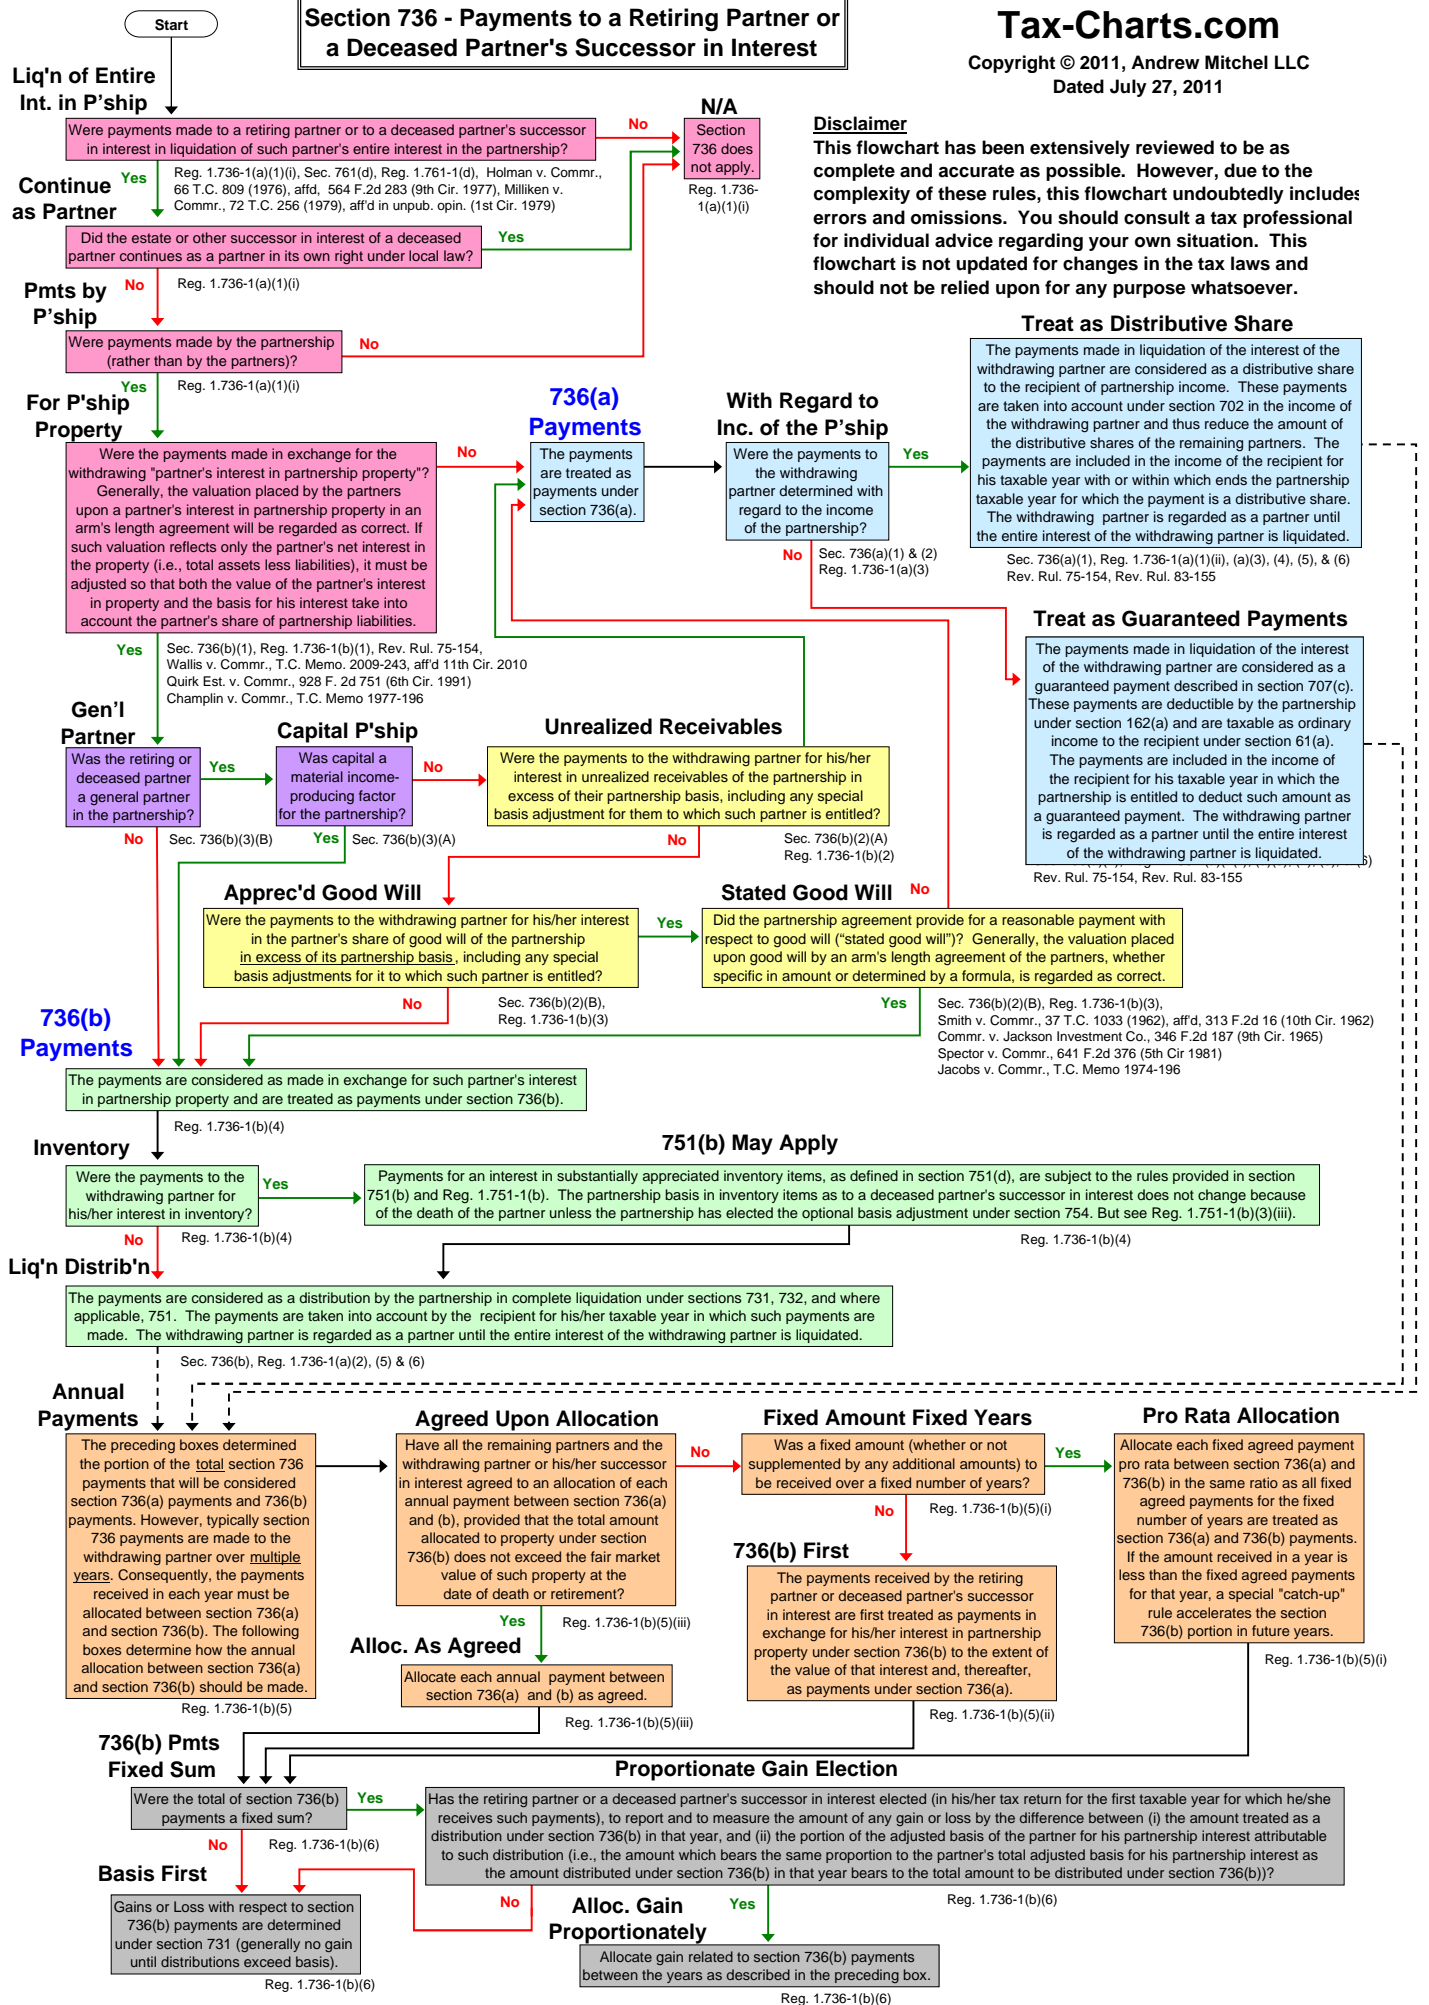 Start
Section 736 - Payments to a Retiring Partner or
a Deceased Partner's Successor in Interest
Tax-Charts.com
Copyright © 2011, Andrew Mitchel LLC
Dated July 27, 2011
Disclaimer
This flowchart has been extensively reviewed to be as
complete and accurate as possible. However, due to the
complexity of these rules, this flowchart undoubtedly includes
errors and omissions. You should consult a tax professional
for individual advice regarding your own situation. This
flowchart is not updated for changes in the tax laws and
should not be relied upon for any purpose whatsoever.
Liq'n of Entire
Int. in P'ship
Were payments made to a retiring partner or to a deceased partner's successor
in interest in liquidation of such partner's entire interest in the partnership?
No
N/A
Section
736 does
not apply.
Reg. 1.736-
1(a)(1)(i)
Yes
Reg. 1.736-1(a)(1)(i), Sec. 761(d), Reg. 1.761-1(d), Holman v. Commr.,
66 T.C. 809 (1976), affd, 564 F.2d 283 (9th Cir. 1977), Milliken v.
Commr., 72 T.C. 256 (1979), aff'd in unpub. opin. (1st Cir. 1979)
Continue
as Partner
Did the estate or other successor in interest of a deceased
partner continues as a partner in its own right under local law?
Yes
No
Reg. 1.736-1(a)(1)(i)
Pmts by
P'ship
Were payments made by the partnership
(rather than by the partners)?
No
Yes
Reg. 1.736-1(a)(1)(i)
For P'ship
Property
Were the payments made in exchange for the
withdrawing "partner's interest in partnership property"?
Generally, the valuation placed by the partners
upon a partner's interest in partnership property in an
arm's length agreement will be regarded as correct. If
such valuation reflects only the partner's net interest in
the property (i.e., total assets less liabilities), it must be
adjusted so that both the value of the partner's interest
in property and the basis for his interest take into
account the partner's share of partnership liabilities.
No
Yes
Sec. 736(b)(1), Reg. 1.736-1(b)(1), Rev. Rul. 75-154,
Wallis v. Commr., T.C. Memo. 2009-243, aff'd 11th Cir. 2010
Quirk Est. v. Commr., 928 F. 2d 751 (6th Cir. 1991)
Champlin v. Commr., T.C. Memo 1977-196
736(a)
Payments
The payments
are treated as
payments under
section 736(a).
With Regard to
Inc. of the P'ship
Were the payments to
the withdrawing
partner determined with
regard to the income
of the partnership?
Yes
No
Sec. 736(a)(1) & (2)
Reg. 1.736-1(a)(3)
Treat as Distributive Share
The payments made in liquidation of the interest of the
withdrawing partner are considered as a distributive share
to the recipient of partnership income. These payments
are taken into account under section 702 in the income of
the withdrawing partner and thus reduce the amount of
the distributive shares of the remaining partners. The
payments are included in the income of the recipient for
his taxable year with or within which ends the partnership
taxable year for which the payment is a distributive share.
The withdrawing partner is regarded as a partner until
the entire interest of the withdrawing partner is liquidated.
Sec. 736(a)(1), Reg. 1.736-1(a)(1)(ii), (a)(3), (4), (5), & (6)
Rev. Rul. 75-154, Rev. Rul. 83-155
Treat as Guaranteed Payments
The payments made in liquidation of the interest
of the withdrawing partner are considered as a
guaranteed payment described in section 707(c).
These payments are deductible by the partnership
under section 162(a) and are taxable as ordinary
income to the recipient under section 61(a).
The payments are included in the income of
the recipient for his taxable year in which the
partnership is entitled to deduct such amount as
a guaranteed payment. The withdrawing partner
is regarded as a partner until the entire interest
of the withdrawing partner is liquidated.
Rev. Rul. 75-154, Rev. Rul. 83-155
Gen'l
Partner
Was the retiring or
deceased partner
a general partner
in the partnership?
Yes
No
Sec. 736(b)(3)(B)
Capital P'ship
Was capital a
material income-
producing factor
for the partnership?
No
Yes
Sec. 736(b)(3)(A)
Unrealized Receivables
Were the payments to the withdrawing partner for his/her
interest in unrealized receivables of the partnership in
excess of their partnership basis, including any special
basis adjustment for them to which such partner is entitled?
No
Sec. 736(b)(2)(A)
Reg. 1.736-1(b)(2)
Apprec'd Good Will
Were the payments to the withdrawing partner for his/her interest
in the partner's share of good will of the partnership
in excess of its partnership basis, including any special
basis adjustments for it to which such partner is entitled?
Yes
No
Sec. 736(b)(2)(B),
Reg. 1.736-1(b)(3)
Stated Good Will
No
Did the partnership agreement provide for a reasonable payment with
respect to good will (“stated good will”)? Generally, the valuation placed
upon good will by an arm's length agreement of the partners, whether
specific in amount or determined by a formula, is regarded as correct.
Yes
Sec. 736(b)(2)(B), Reg. 1.736-1(b)(3),
Smith v. Commr., 37 T.C. 1033 (1962), aff'd, 313 F.2d 16 (10th Cir. 1962)
Commr. v. Jackson Investment Co., 346 F.2d 187 (9th Cir. 1965)
Spector v. Commr., 641 F.2d 376 (5th Cir 1981)
Jacobs v. Commr., T.C. Memo 1974-196
736(b)
Payments
The payments are considered as made in exchange for such partner's interest
in partnership property and are treated as payments under section 736(b).
Reg. 1.736-1(b)(4)
Inventory
Were the payments to the
withdrawing partner for
his/her interest in inventory?
Yes
No
Reg. 1.736-1(b)(4)
751(b) May Apply
Payments for an interest in substantially appreciated inventory items, as defined in section 751(d), are subject to the rules provided in section
751(b) and Reg. 1.751-1(b). The partnership basis in inventory items as to a deceased partner's successor in interest does not change because
of the death of the partner unless the partnership has elected the optional basis adjustment under section 754. But see Reg. 1.751-1(b)(3)(iii).
Reg. 1.736-1(b)(4)
Liq'n Distrib'n
The payments are considered as a distribution by the partnership in complete liquidation under sections 731, 732, and where
applicable, 751. The payments are taken into account by the recipient for his/her taxable year in which such payments are
made. The withdrawing partner is regarded as a partner until the entire interest of the withdrawing partner is liquidated.
Sec. 736(b), Reg. 1.736-1(a)(2), (5) & (6)
Annual
Payments
The preceding boxes determined
the portion of the total section 736
payments that will be considered
section 736(a) payments and 736(b)
payments. However, typically section
736 payments are made to the
withdrawing partner over multiple
years. Consequently, the payments
received in each year must be
allocated between section 736(a)
and section 736(b). The following
boxes determine how the annual
allocation between section 736(a)
and section 736(b) should be made.
Reg. 1.736-1(b)(5)
Agreed Upon Allocation
Have all the remaining partners and the
withdrawing partner or his/her successor
in interest agreed to an allocation of each
annual payment between section 736(a)
and (b), provided that the total amount
allocated to property under section
736(b) does not exceed the fair market
value of such property at the
date of death or retirement?
No
Yes
Reg. 1.736-1(b)(5)(iii)
Alloc. As Agreed
Allocate each annual payment between
section 736(a) and (b) as agreed.
Reg. 1.736-1(b)(5)(iii)
Fixed Amount Fixed Years
Was a fixed amount (whether or not
supplemented by any additional amounts) to
be received over a fixed number of years?
Yes
No
Reg. 1.736-1(b)(5)(i)
736(b) First
The payments received by the retiring
partner or deceased partner's successor
in interest are first treated as payments in
exchange for his/her interest in partnership
property under section 736(b) to the extent of
the value of that interest and, thereafter,
as payments under section 736(a).
Reg. 1.736-1(b)(5)(ii)
Pro Rata Allocation
Allocate each fixed agreed payment
pro rata between section 736(a) and
736(b) in the same ratio as all fixed
agreed payments for the fixed
number of years are treated as
section 736(a) and 736(b) payments.
If the amount received in a year is
less than the fixed agreed payments
for that year, a special "catch-up"
rule accelerates the section
736(b) portion in future years.
Reg. 1.736-1(b)(5)(i)
736(b) Pmts
Fixed Sum
Were the total of section 736(b)
payments a fixed sum?
Yes
No
Reg. 1.736-1(b)(6)
Proportionate Gain Election
Has the retiring partner or a deceased partner's successor in interest elected (in his/her tax return for the first taxable year for which he/she
receives such payments), to report and to measure the amount of any gain or loss by the difference between (i) the amount treated as a
distribution under section 736(b) in that year, and (ii) the portion of the adjusted basis of the partner for his partnership interest attributable
to such distribution (i.e., the amount which bears the same proportion to the partner's total adjusted basis for his partnership interest as
the amount distributed under section 736(b) in that year bears to the total amount to be distributed under section 736(b))?
No
Yes
Reg. 1.736-1(b)(6)
Basis First
Gains or Loss with respect to section
736(b) payments are determined
under section 731 (generally no gain
until distributions exceed basis).
Reg. 1.736-1(b)(6)
Alloc. Gain
Proportionately
Allocate gain related to section 736(b) payments
between the years as described in the preceding box.
Reg. 1.736-1(b)(6)